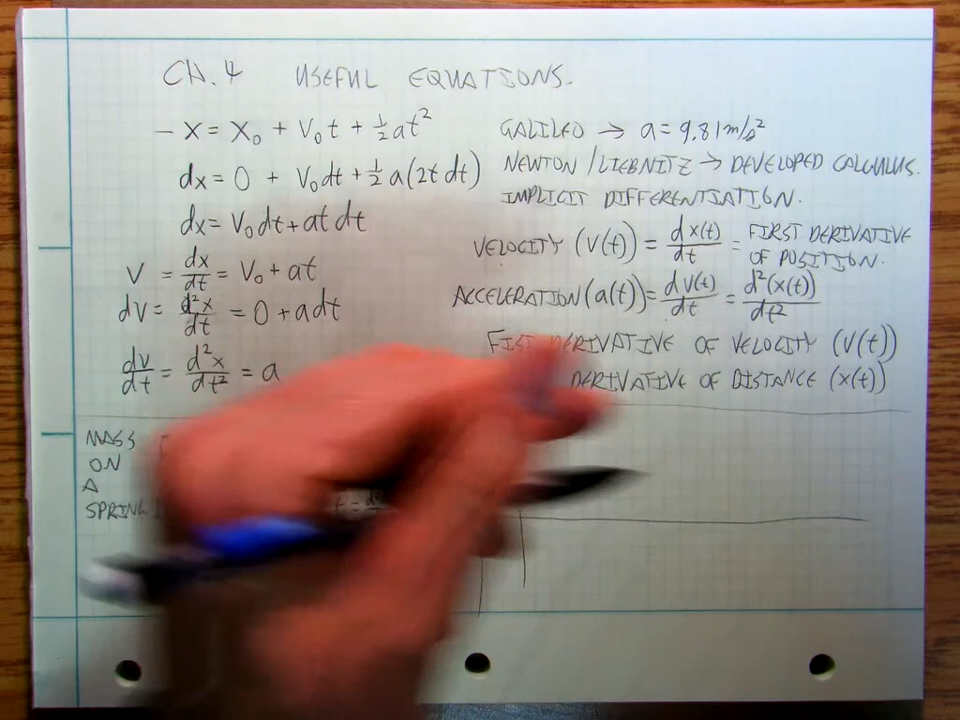 CH. 4 USEFUL EQUATIONS.
- X = X₀ + V₀t + ½at²
dx = 0 + V₀dt + ½a(2t dt)
dx = V₀dt + at dt
V = dx/dt = V₀ + at
dV = d²x/dt = 0 + adt
dv/dt = d²x/dt² = a
GALILEO → a = 9.81m/s²
NEWTON / LIEBNITZ → DEVELOPED CALCULUS.
IMPLICIT DIFFERENTIATION.
VELOCITY (V(t)) = dx(t)/dt = FIRST DERIVATIVE
OF POSITION.
ACCELERATION (a(t)) = dV(t)/dt = d²(x(t))/dt²
DERIVATIVE OF VELOCITY (V(t))
DERIVATIVE OF DISTANCE (x(t))
MASS
ON
A
SPRING